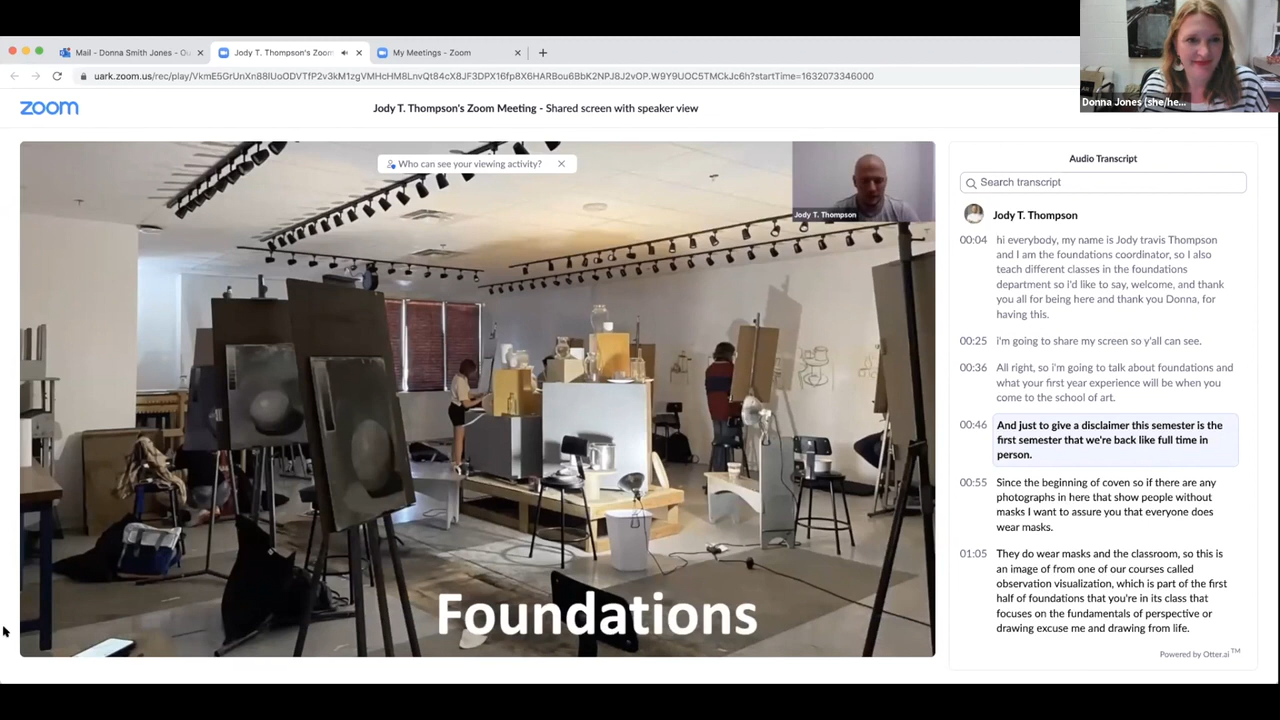 Mail - Donna Smith Jones - Ou
Jody T. Thompson's Zoom
My Meetings - Zoom
uark.zoom.us/rec/play/VkmE5GrUnXnB8IUoODVTfP2v3kM1zgVMHcHM8LnvQt84cX8JF3DPX16fp8X6HARBou6BbK2NPJ8J2vOP.W9Y9UOC5TMCkJc6h?startTime=1632073346000
Donna Jones (she/he...
zoom
Jody T. Thompson's Zoom Meeting - Shared screen with speaker view
Who can see your viewing activity?
Jody T. Thompson
Foundations
Audio Transcript
Search transcript
Jody T. Thompson
00:04 hi everybody, my name is Jody travis Thompson
and I am the foundations coordinator, so I also
teach different classes in the foundations
department so i'd like to say, welcome, and thank
you all for being here and thank you Donna, for
having this.
00:25 i'm going to share my screen so y'all can see.
00:36 All right, so i'm going to talk about foundations and
what your first year experience will be when you
come to the school of art.
00:46 And just to give a disclaimer this semester is the
first semester that we're back like full time in
person.
00:55 Since the beginning of coven so if there are any
photographs in here that show people without
masks I want to assure you that everyone does
wear masks.
01:05 They do wear masks and the classroom, so this is
an image of from one of our courses called
observation visualization, which is part of the first
half of foundations that you're in its class that
focuses on the fundamentals of perspective or
drawing excuse me and drawing from life.
Powered by Otter.ai TM